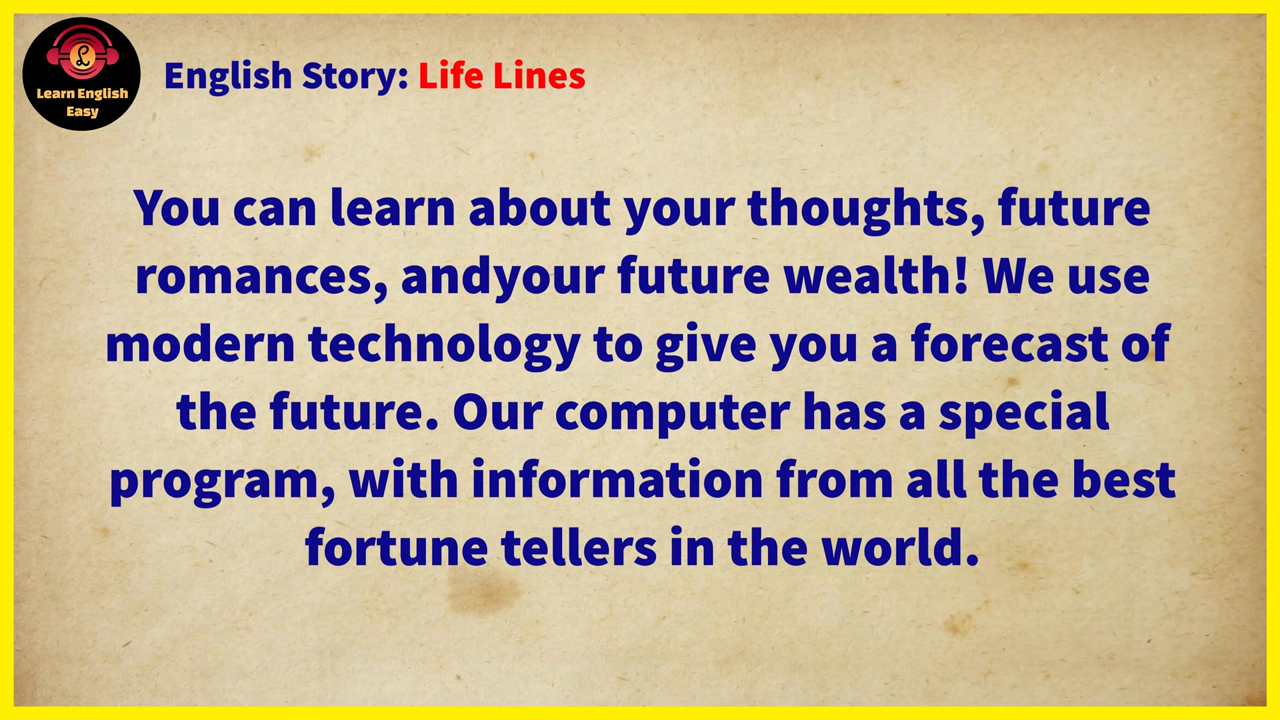 Learn English
Easy
English Story: Life Lines
You can learn about your thoughts, future
romances, andyour future wealth! We use
modern technology to give you a forecast of
the future. Our computer has a special
program, with information from all the best
fortune tellers in the world.